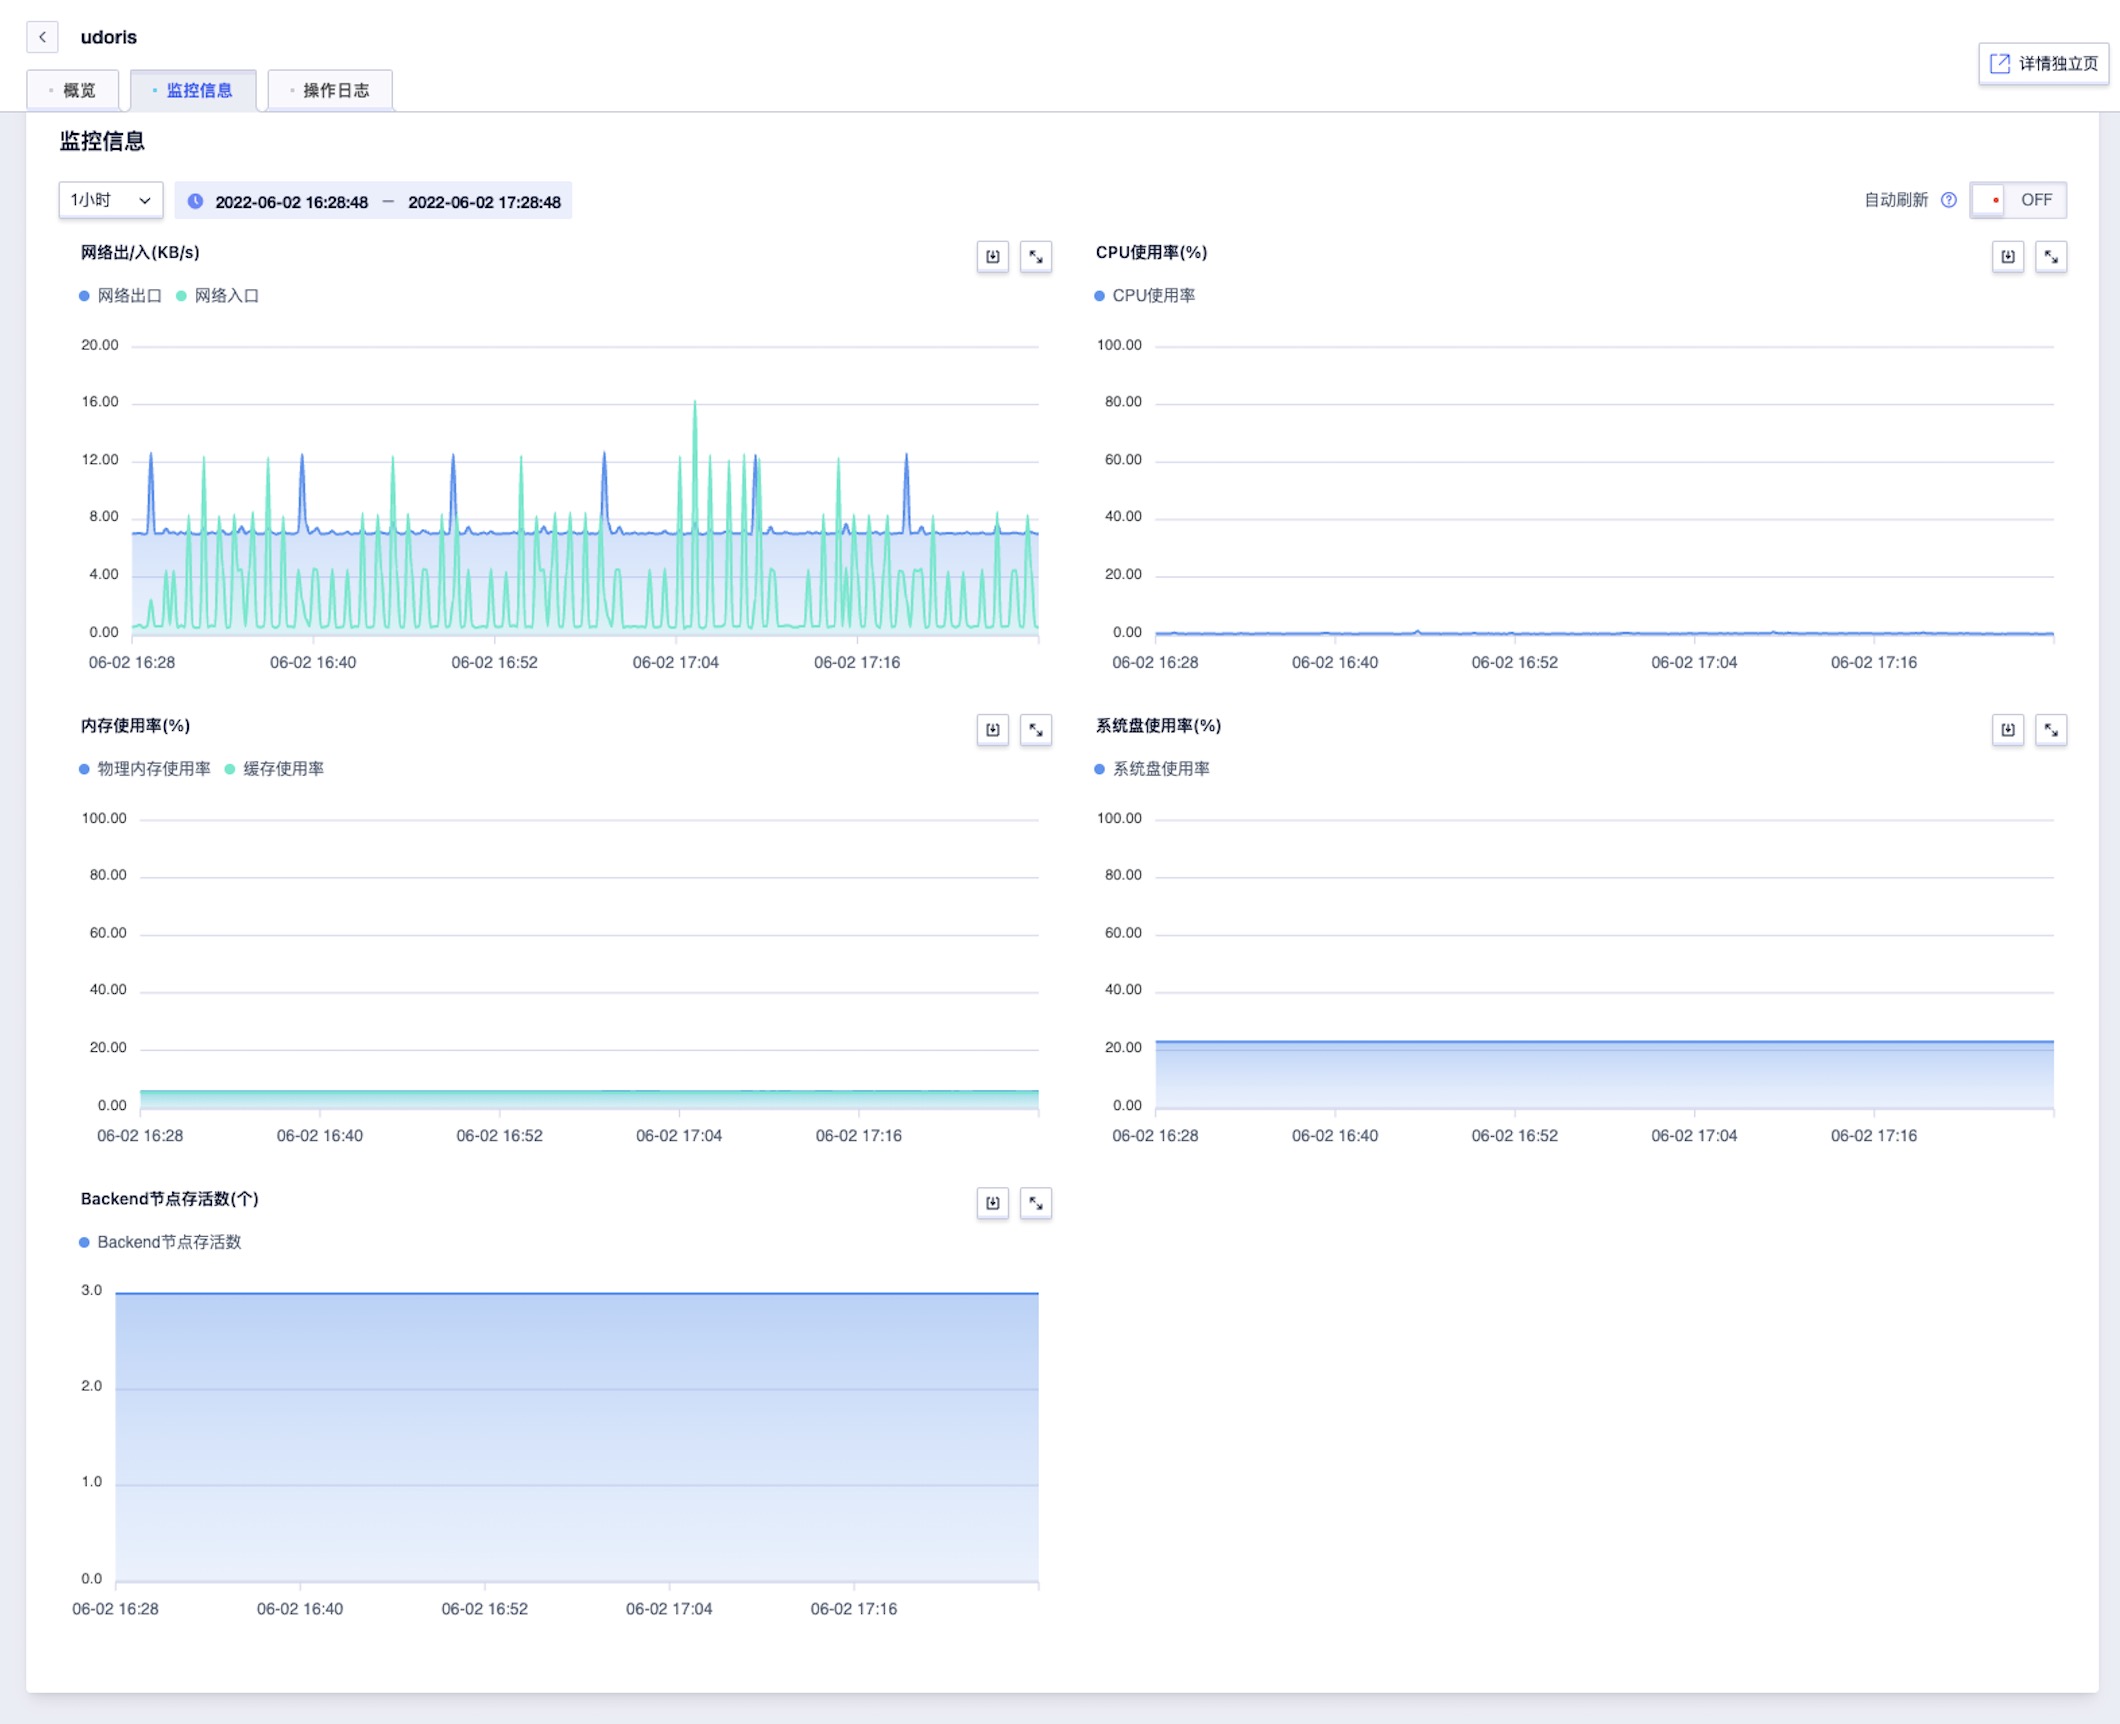 udoris
详情独立页
概览
监控信息
操作日志
监控信息
1小时
2022-06-02 16:28:48 — 2022-06-02 17:28:48
自动刷新
OFF
网络出/入(KB/s)
网络出口 网络入口
20.00
16.00
12.00
8.00
4.00
0.00
06-02 16:28 06-02 16:40 06-02 16:52 06-02 17:04 06-02 17:16
CPU使用率(%)
CPU使用率
100.00
80.00
60.00
40.00
20.00
0.00
06-02 16:28 06-02 16:40 06-02 16:52 06-02 17:04 06-02 17:16
内存使用率(%)
物理内存使用率 缓存使用率
100.00
80.00
60.00
40.00
20.00
0.00
06-02 16:28 06-02 16:40 06-02 16:52 06-02 17:04 06-02 17:16
系统盘使用率(%)
系统盘使用率
100.00
80.00
60.00
40.00
20.00
0.00
06-02 16:28 06-02 16:40 06-02 16:52 06-02 17:04 06-02 17:16
Backend节点存活数(个)
Backend节点存活数
3.0
2.0
1.0
0.0
06-02 16:28 06-02 16:40 06-02 16:52 06-02 17:04 06-02 17:16